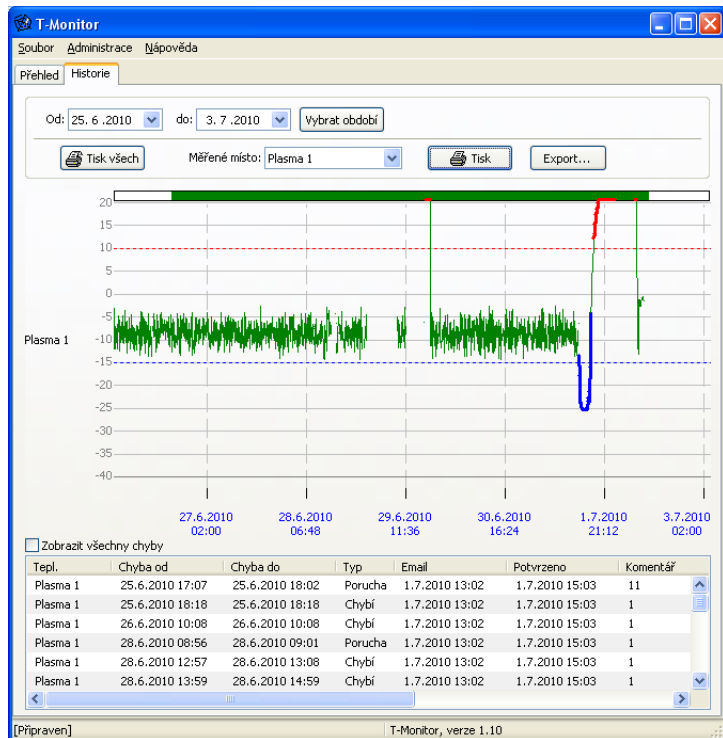 T-Monitor
Soubor Administrace Nápověda
Přehled Historie
Od: 25. 6 .2010 do: 3. 7 .2010 Vybrat období
Tisk všech Měřené místo: Plasma 1 Tisk Export...
20
15
10
5
0
-5
Plasma 1 -10
-15
-20
-25
-30
-35
-40
27.6.2010 28.6.2010 29.6.2010 30.6.2010 1.7.2010 3.7.2010
02:00 06:48 11:36 16:24 21:12 02:00
Zobrazit všechny chyby
Tepl. Chyba od Chyba do Typ Email Potvrzeno Komentář
Plasma 1 25.6.2010 17:07 25.6.2010 18:02 Porucha 1.7.2010 13:02 1.7.2010 15:03 11
Plasma 1 25.6.2010 18:18 25.6.2010 18:18 Chybí 1.7.2010 13:02 1.7.2010 15:03 1
Plasma 1 26.6.2010 10:08 26.6.2010 10:08 Chybí 1.7.2010 13:02 1.7.2010 15:03 1
Plasma 1 28.6.2010 08:56 28.6.2010 09:01 Porucha 1.7.2010 13:02 1.7.2010 15:03 1
Plasma 1 28.6.2010 12:57 28.6.2010 13:08 Chybí 1.7.2010 13:02 1.7.2010 15:03 1
Plasma 1 28.6.2010 13:59 28.6.2010 14:59 Chybí 1.7.2010 13:02 1.7.2010 15:03 1
[Připraven] T-Monitor, verze 1.10